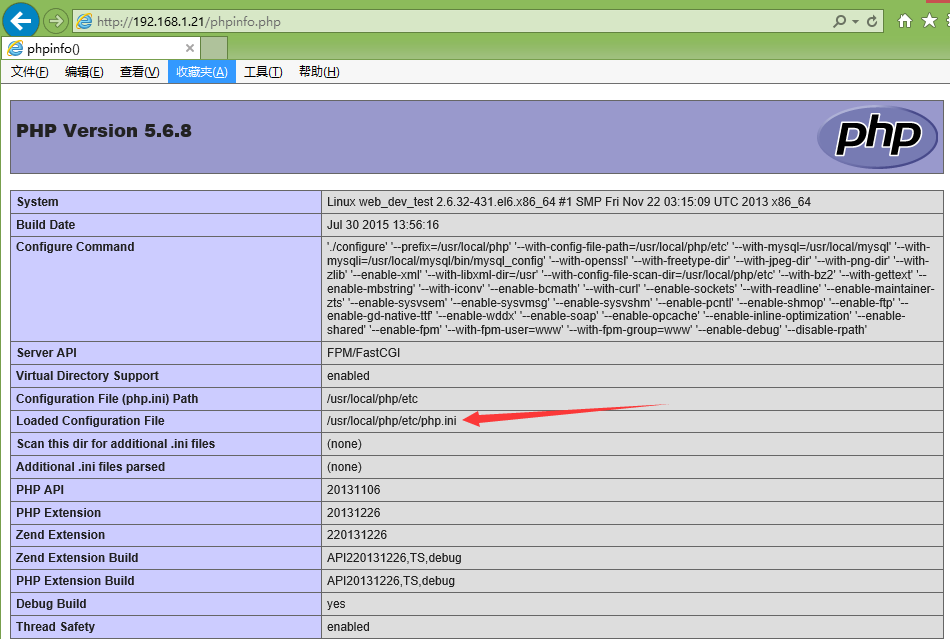 http://192.168.1.21/phpinfo.php
phpinfo()
文件(F) 编辑(E) 查看(V) 收藏夹(A) 工具(T) 帮助(H)
PHP Version 5.6.8
php
System Linux web_dev_test 2.6.32-431.el6.x86_64 #1 SMP Fri Nov 22 03:15:09 UTC 2013 x86_64
Build Date Jul 30 2015 13:56:16
Configure Command './configure' '--prefix=/usr/local/php' '--with-config-file-path=/usr/local/php/etc' '--with-mysql=/usr/local/mysql' '--with-
mysqli=/usr/local/mysql/bin/mysql_config' '--with-openssl' '--with-freetype-dir' '--with-jpeg-dir' '--with-png-dir' '--with-
zlib' '--enable-xml' '--with-libxml-dir=/usr' '--with-config-file-scan-dir=/usr/local/php/etc' '--with-bz2' '--with-gettext' '--
enable-mbstring' '--with-iconv' '--enable-bcmath' '--with-curl' '--enable-sockets' '--with-readline' '--enable-maintainer-
zts' '--enable-sysvsem' '--enable-sysvmsg' '--enable-sysvshm' '--enable-pcntl' '--enable-shmop' '--enable-ftp' '--
enable-gd-native-ttf' '--enable-wddx' '--enable-soap' '--enable-opcache' '--enable-inline-optimization' '--enable-
shared' '--enable-fpm' '--with-fpm-user=www' '--with-fpm-group=www' '--enable-debug' '--disable-rpath'
Server API FPM/FastCGI
Virtual Directory Support enabled
Configuration File (php.ini) Path /usr/local/php/etc
Loaded Configuration File /usr/local/php/etc/php.ini
Scan this dir for additional .ini files (none)
Additional .ini files parsed (none)
PHP API 20131106
PHP Extension 20131226
Zend Extension 220131226
Zend Extension Build API220131226,TS,debug
PHP Extension Build API20131226,TS,debug
Debug Build yes
Thread Safety enabled